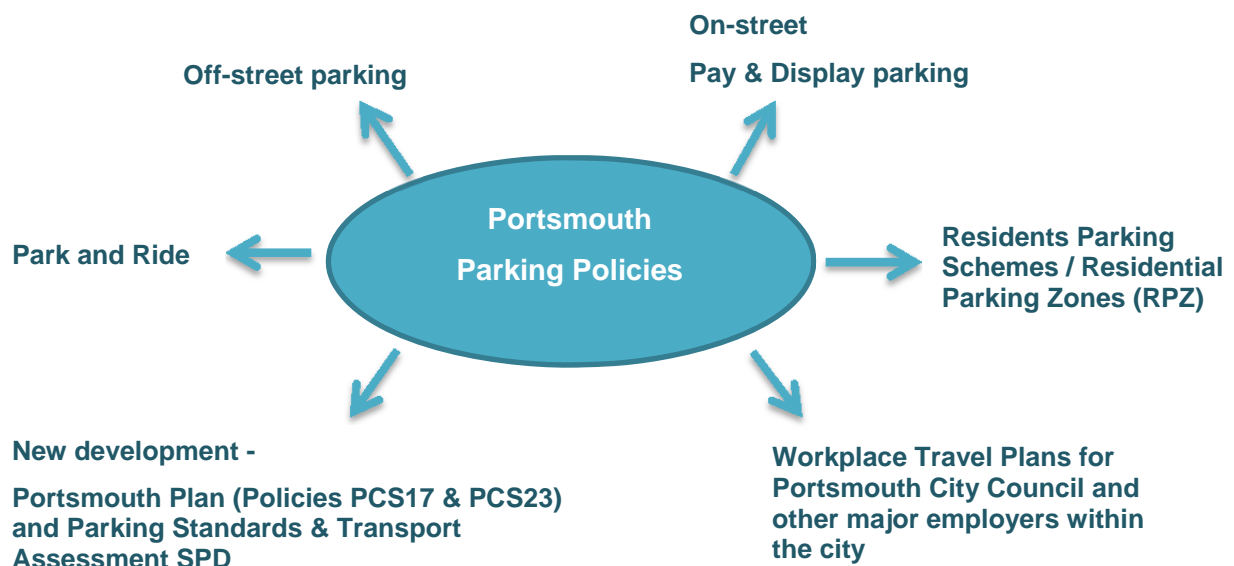 On-street
Pay & Display parking
Off-street parking
Portsmouth
Parking Policies
Park and Ride
Residents Parking
Schemes / Residential
Parking Zones (RPZ)
New development -
Portsmouth Plan (Policies PCS17 & PCS23)
and Parking Standards & Transport
Assessment SPD
Workplace Travel Plans for
Portsmouth City Council and
other major employers within
the city